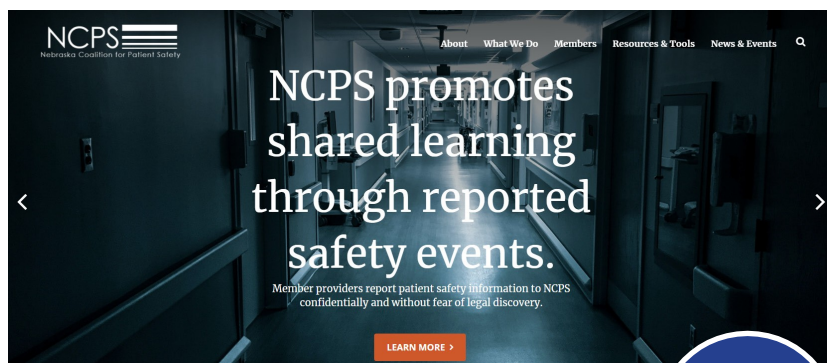 NCPS
Nebraska Coalition for Patient Safety
About What We Do Members Resources & Tools News & Events
NCPS promotes
shared learning
through reported
safety events.
Member providers report patient safety information to NCPS
confidentially and without fear of legal discovery.
LEARN MORE >